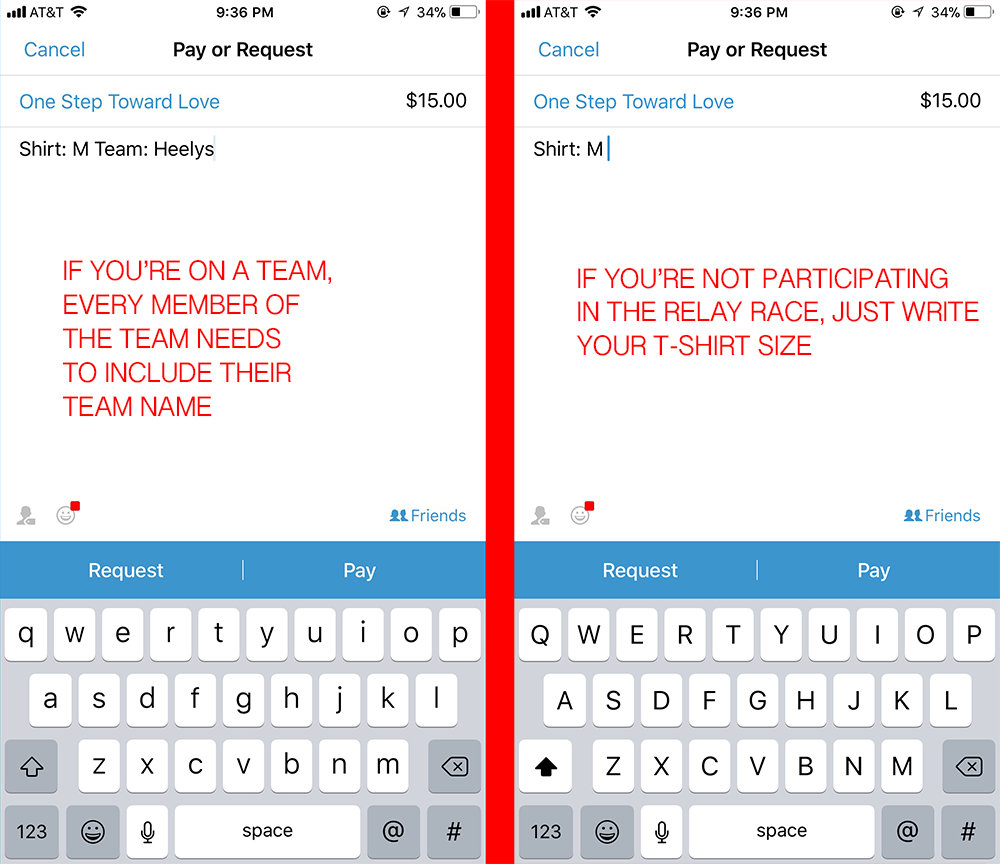 AT&T 9:36 PM 34%
Cancel Pay or Request
One Step Toward Love $15.00
Shirt: M Team: Heelys
IF YOU'RE ON A TEAM,
EVERY MEMBER OF
THE TEAM NEEDS
TO INCLUDE THEIR
TEAM NAME
Friends
Request Pay
q w e r t y u i o p
a s d f g h j k l
z x c v b n m
123 space @ #
AT&T 9:36 PM 34%
Cancel Pay or Request
One Step Toward Love $15.00
Shirt: M
IF YOU'RE NOT PARTICIPATING
IN THE RELAY RACE, JUST WRITE
YOUR T-SHIRT SIZE
Friends
Request Pay
Q W E R T Y U I O P
A S D F G H J K L
Z X C V B N M
123 space @ #